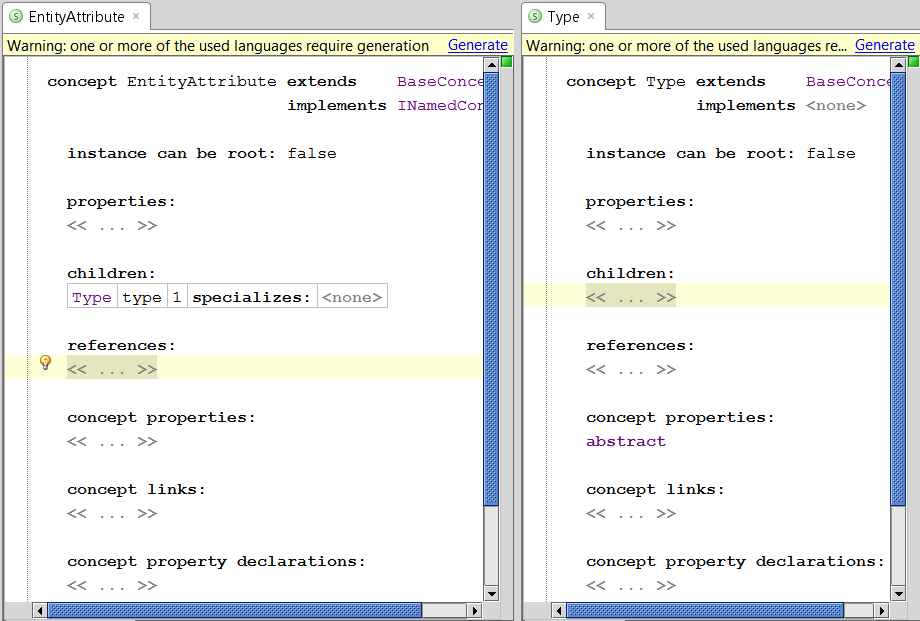 EntityAttribute ×
Warning: one or more of the used languages require generation Generate
concept EntityAttribute extends BaseConce
implements INamedCon
instance can be root: false
properties:
<< ... >>
children:
Type type 1 specializes: <none>
references:
<< ... >>
concept properties:
<< ... >>
concept links:
<< ... >>
concept property declarations:
<< ... >>
Type ×
Warning: one or more of the used languages re... Generate
concept Type extends BaseConce
implements <none>
instance can be root: false
properties:
<< ... >>
children:
<< ... >>
references:
<< ... >>
concept properties:
abstract
concept links:
<< ... >>
concept property declarations:
<< ... >>